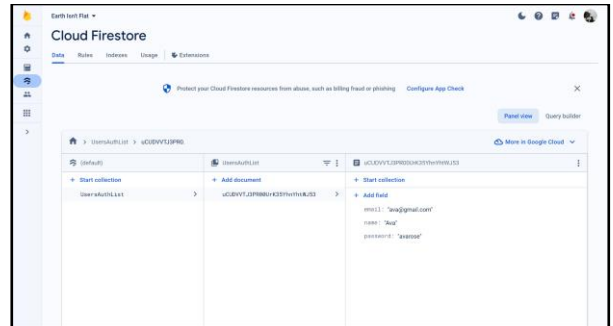 Earth Isn't Flat
Cloud Firestore
Data Rules Indexes Usage Extensions
Protect your Cloud Firestore resources from abuse, such as billing fraud or phishing Configure App Check
Panel view Query builder
UsersAuthList > uCUDVVTJ3PR0..
More in Google Cloud
(default)
UsersAuthList
+ Start collection
+ Add document
+ Start collection
UsersAuthList
+ Add field
email: "ava@gmail.com"
name: "Ava"
password: "avarose"